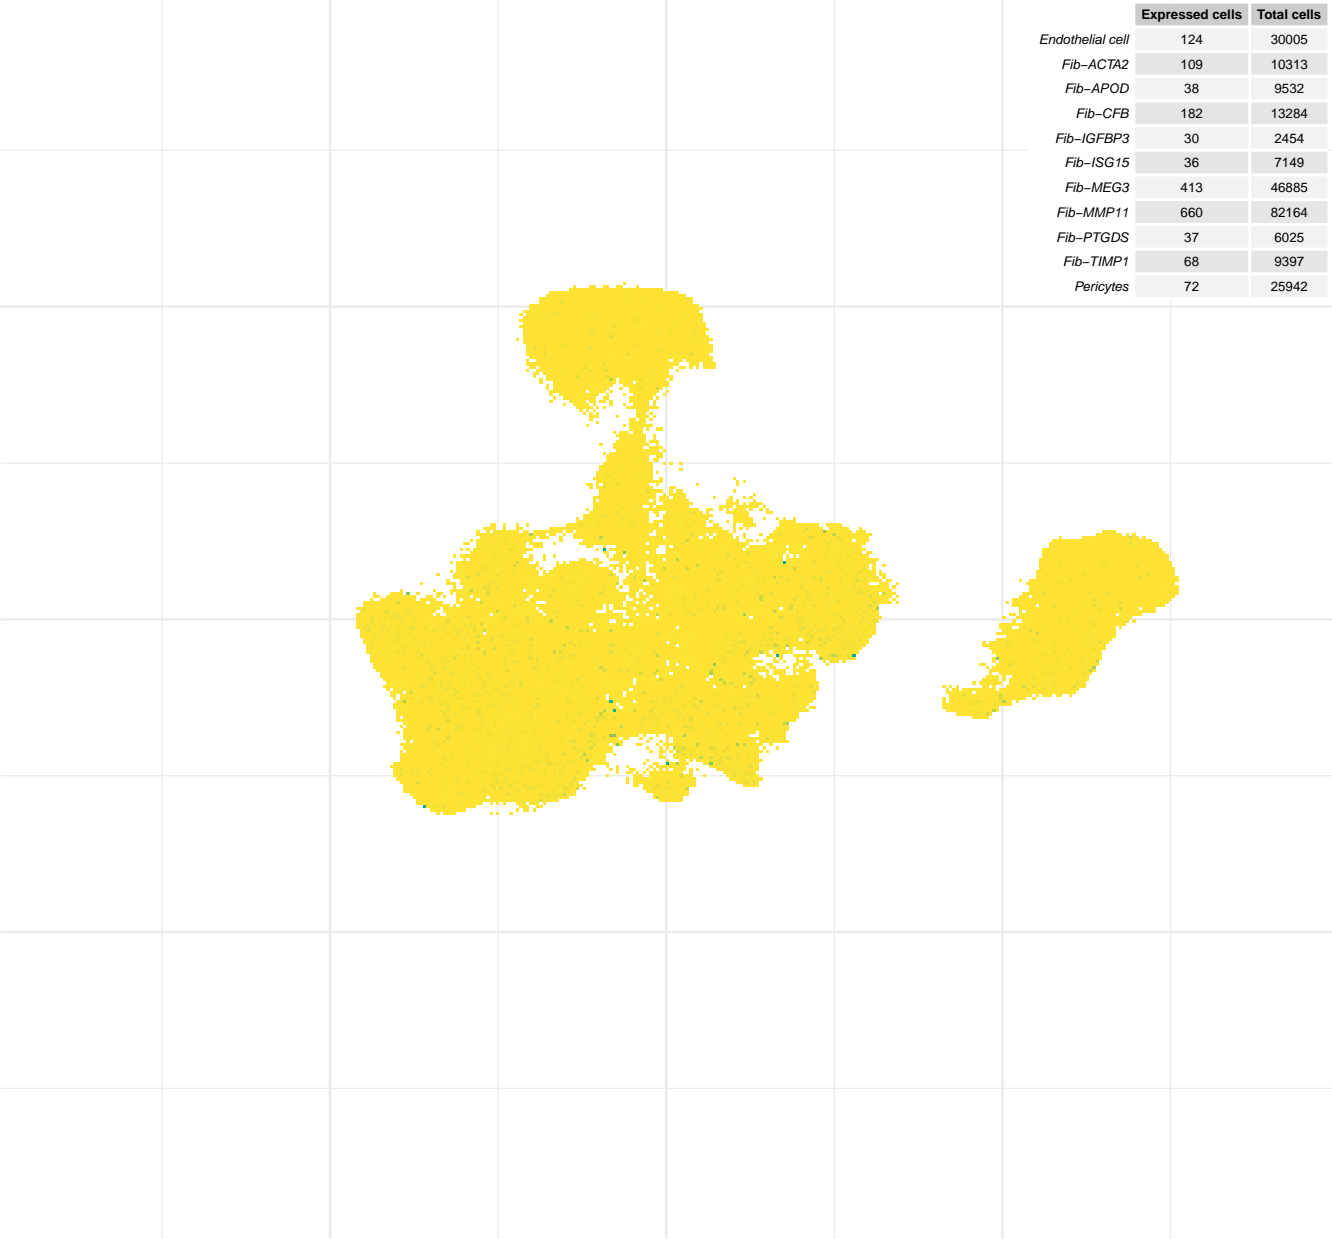 Expressed cells Total cells
Endothelial cell 124 30005
Fib−ACTA2 109 10313
Fib−APOD 38 9532
Fib−CFB 182 13284
Fib−IGFBP3 30 2454
Fib−ISG15 36 7149
Fib−MEG3 413 46885
Fib−MMP11 660 82164
Fib−PTGDS 37 6025
Fib−TIMP1 68 9397
Pericytes 72 25942